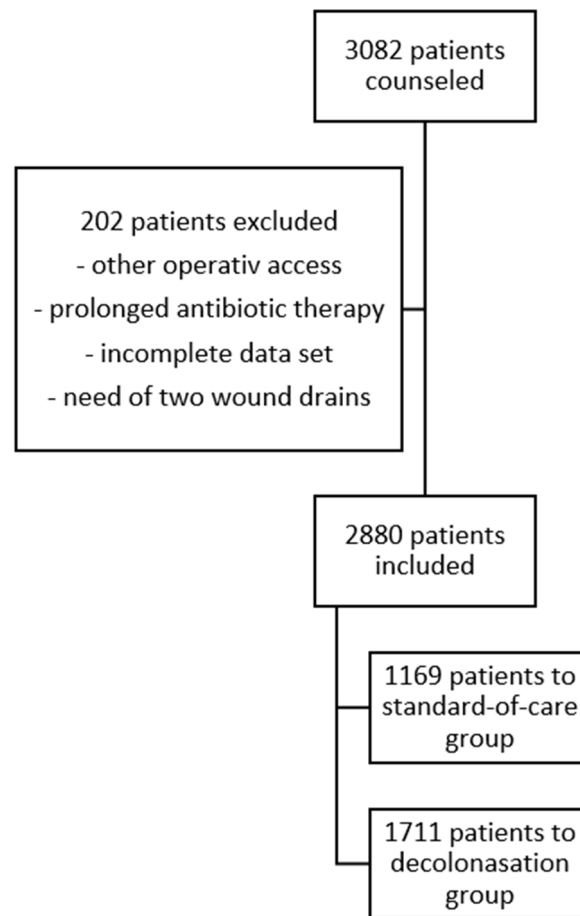 3082 patients
counseled
202 patients excluded
- other operativ access
- prolonged antibiotic therapy
- incomplete data set
- need of two wound drains
2880 patients
included
1169 patients to
standard-of-care
group
1711 patients to
decolonasation
group